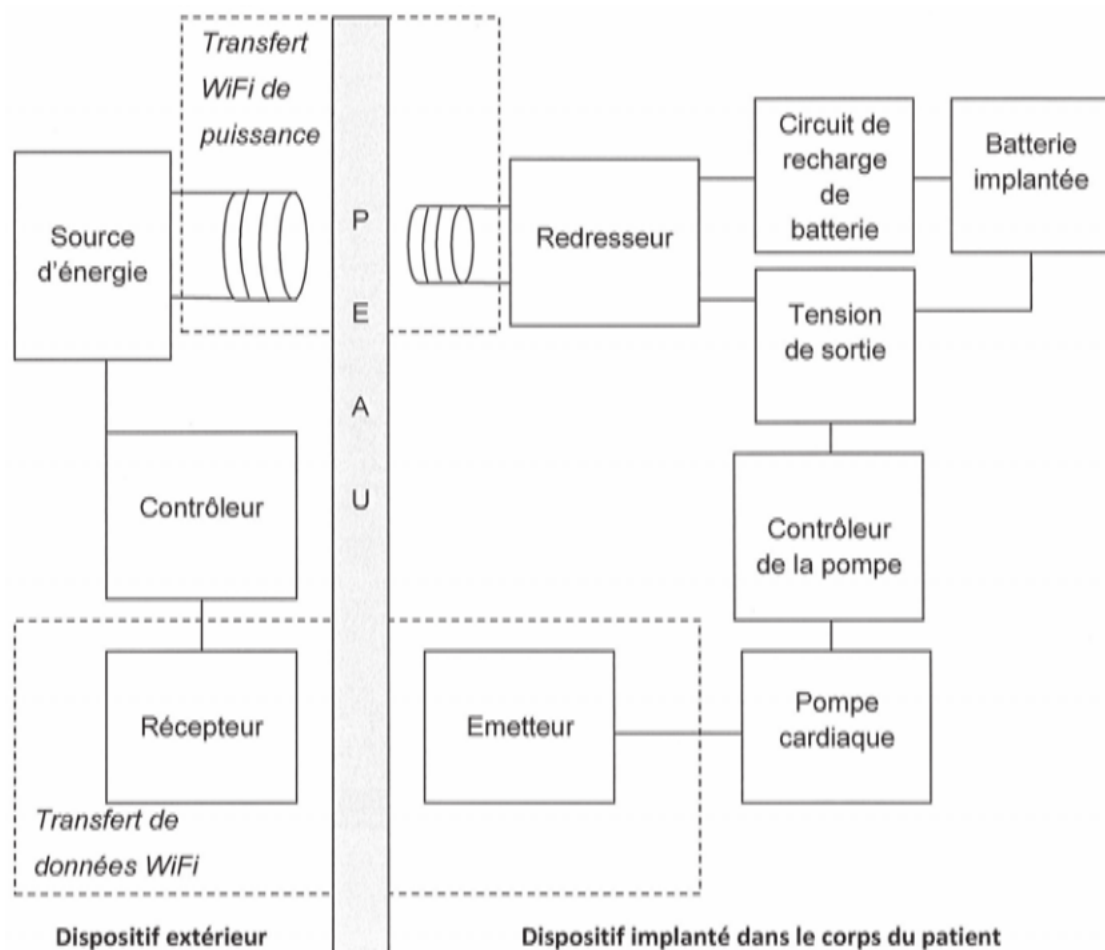 Transfert
WiFi de
puissance
Source
d'énergie
P
E
A
U
Redresseur
Circuit de
recharge
de
batterie
Batterie
implantée
Tension
de sortie
Contrôleur
Contrôleur
de la pompe
Récepteur
Emetteur
Pompe
cardiaque
Transfert de
données WiFi
Dispositif extérieur
Dispositif implanté dans le corps du patient